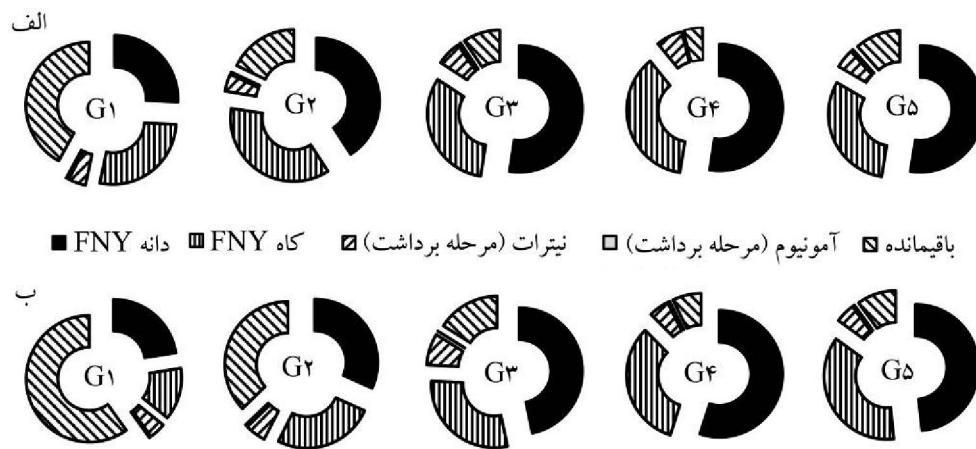 الف
G۱ G۲ G۳ G۴ G۵
دانه FNY کاه FNY نیترات (مرحله برداشت) آمونیوم (مرحله برداشت) باقیمانده
ب
G۱ G۲ G۳ G۴ G۵